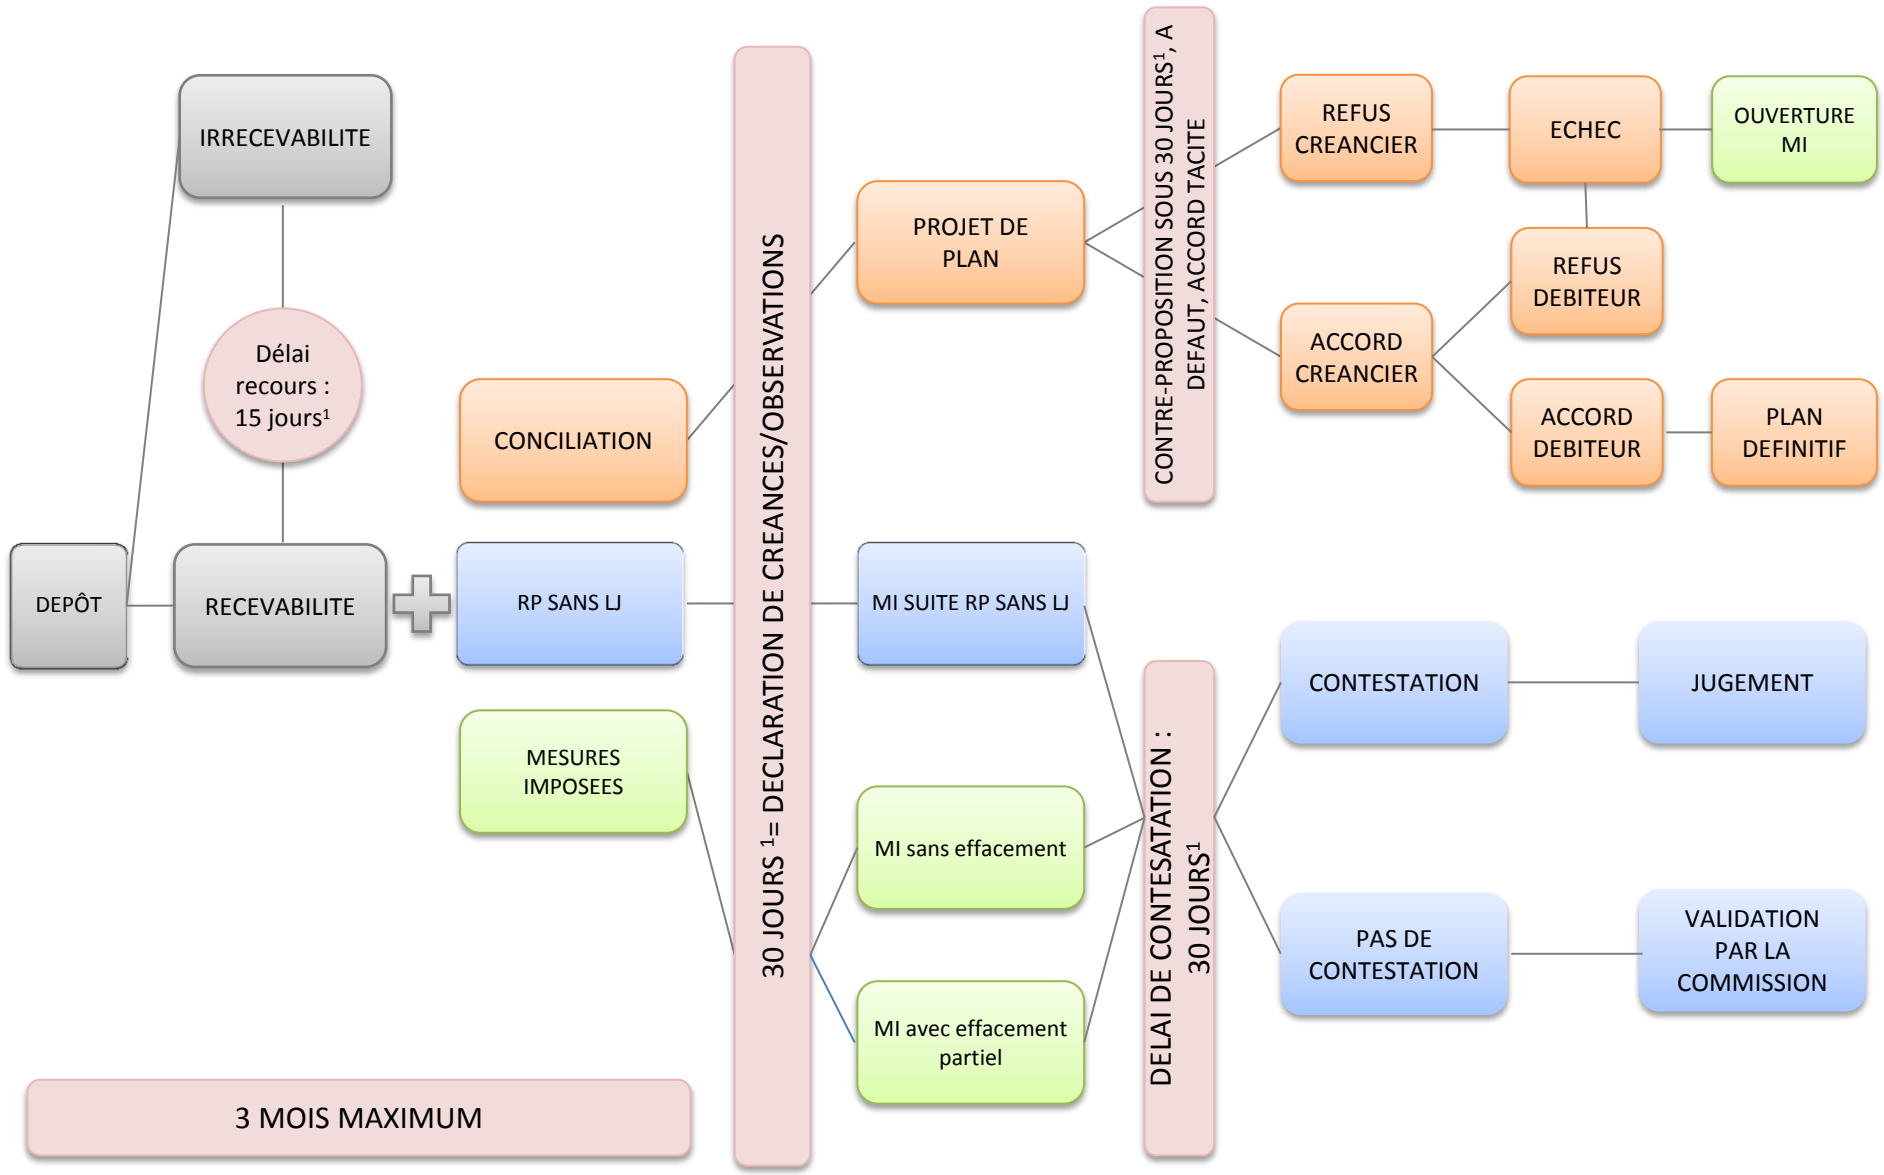 IRRECEVABILITE
Délai
recours :
15 jours¹
DEPÔT
RECEVABILITE
3 MOIS MAXIMUM
CONCILIATION
RP SANS LJ
MESURES
IMPOSEES
30 JOURS ¹= DECLARATION DE CREANCES/OBSERVATIONS
PROJET DE
PLAN
MI SUITE RP SANS LJ
MI sans effacement
MI avec effacement
partiel
CONTRE-PROPOSITION SOUS 30 JOURS¹, A
DEFAUT, ACCORD TACITE
DELAI DE CONTESATATION :
30 JOURS¹
REFUS
CREANCIER
ECHEC
OUVERTURE
MI
REFUS
DEBITEUR
ACCORD
CREANCIER
ACCORD
DEBITEUR
PLAN
DEFINITIF
CONTESTATION
JUGEMENT
PAS DE
CONTESTATION
VALIDATION
PAR LA
COMMISSION